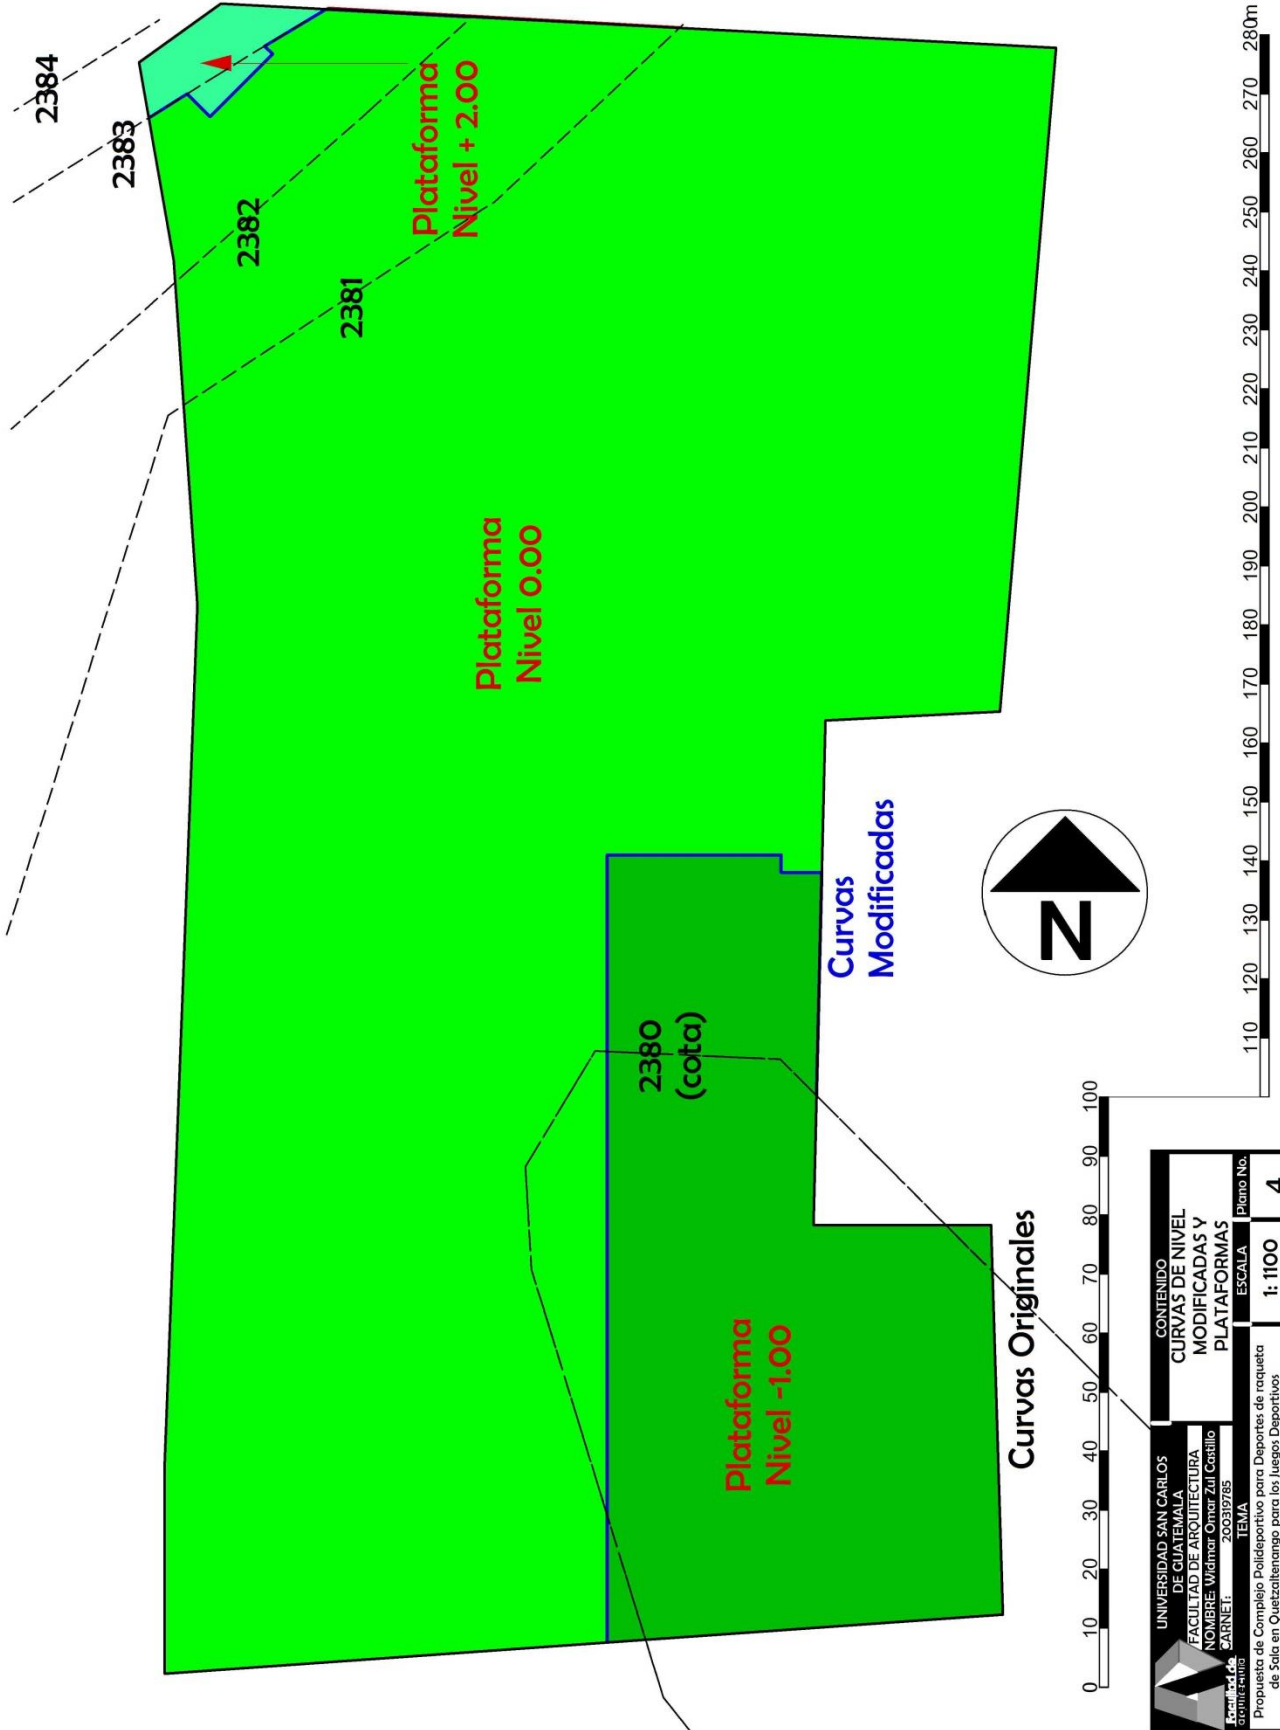 2384
2383
2382
2381
Plataforma
Nivel + 2.00
Plataforma
Nivel 0.00
2380
(cota)
Curvas
Modificadas
Plataforma
Nivel -1.00
Curvas Originales
N
0 10 20 30 40 50 60 70 80 90 100
110 120 130 140 150 160 170 180 190 200 210 220 230 240 250 260 270 280m
Facultad de
arquitectura
UNIVERSIDAD SAN CARLOS
DE GUATEMALA
FACULTAD DE ARQUITECTURA
NOMBRE: Widmar Omar Zul Castillo
CARNET: 200319785
CONTENIDO
CURVAS DE NIVEL
MODIFICADAS Y
PLATAFORMAS
TEMA
Propuesta de Complejo Polideportivo para Deportes de raqueta
de Sala en Quetzaltenango para los Juegos Deportivos
ESCALA
1: 1100
Plano No.
4